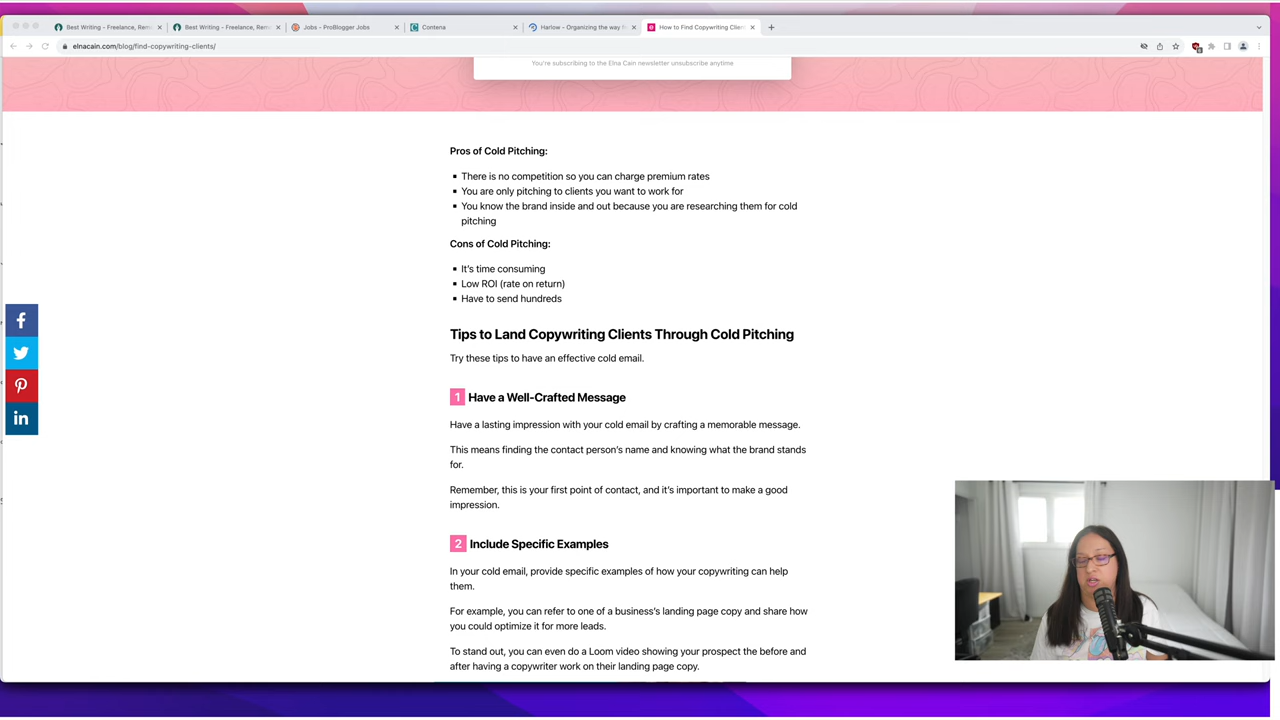 Best Writing - Freelance, Rem
Best Writing - Freelance, Rem
Jobs - ProBlogger Jobs
Contena
Harlow - Organizing the way f
How to Find Copywriting Clien
elnacain.com/blog/find-copywriting-clients/
You're subscribing to the Elna Cain newsletter unsubscribe anytime
Pros of Cold Pitching:
There is no competition so you can charge premium rates
You are only pitching to clients you want to work for
You know the brand inside and out because you are researching them for cold
pitching
Cons of Cold Pitching:
It's time consuming
Low ROI (rate on return)
Have to send hundreds
Tips to Land Copywriting Clients Through Cold Pitching
Try these tips to have an effective cold email.
1 Have a Well-Crafted Message
Have a lasting impression with your cold email by crafting a memorable message.
This means finding the contact person's name and knowing what the brand stands
for.
Remember, this is your first point of contact, and it's important to make a good
impression.
2 Include Specific Examples
In your cold email, provide specific examples of how your copywriting can help
them.
For example, you can refer to one of a business's landing page copy and share how
you could optimize it for more leads.
To stand out, you can even do a Loom video showing your prospect the before and
after having a copywriter work on their landing page copy.